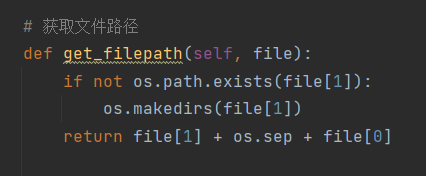 # 获取文件路径
def get_filepath(self, file):
    if not os.path.exists(file[1]):
        os.makedirs(file[1])
    return file[1] + os.sep + file[0]